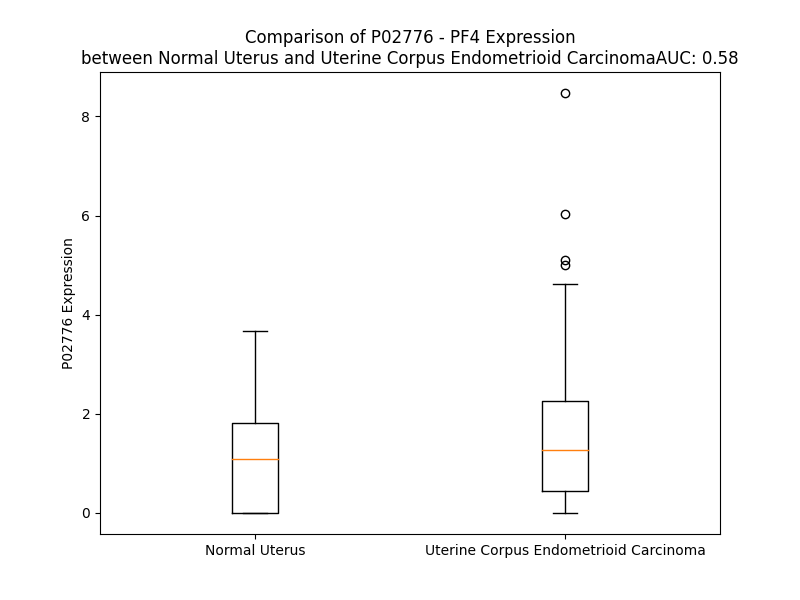 Comparison of P02776 - PF4 Expression
between Normal Uterus and Uterine Corpus Endometrioid CarcinomaAUC: 0.58
8
6
4
2
0
P02776 Expression
Normal Uterus
Uterine Corpus Endometrioid Carcinoma